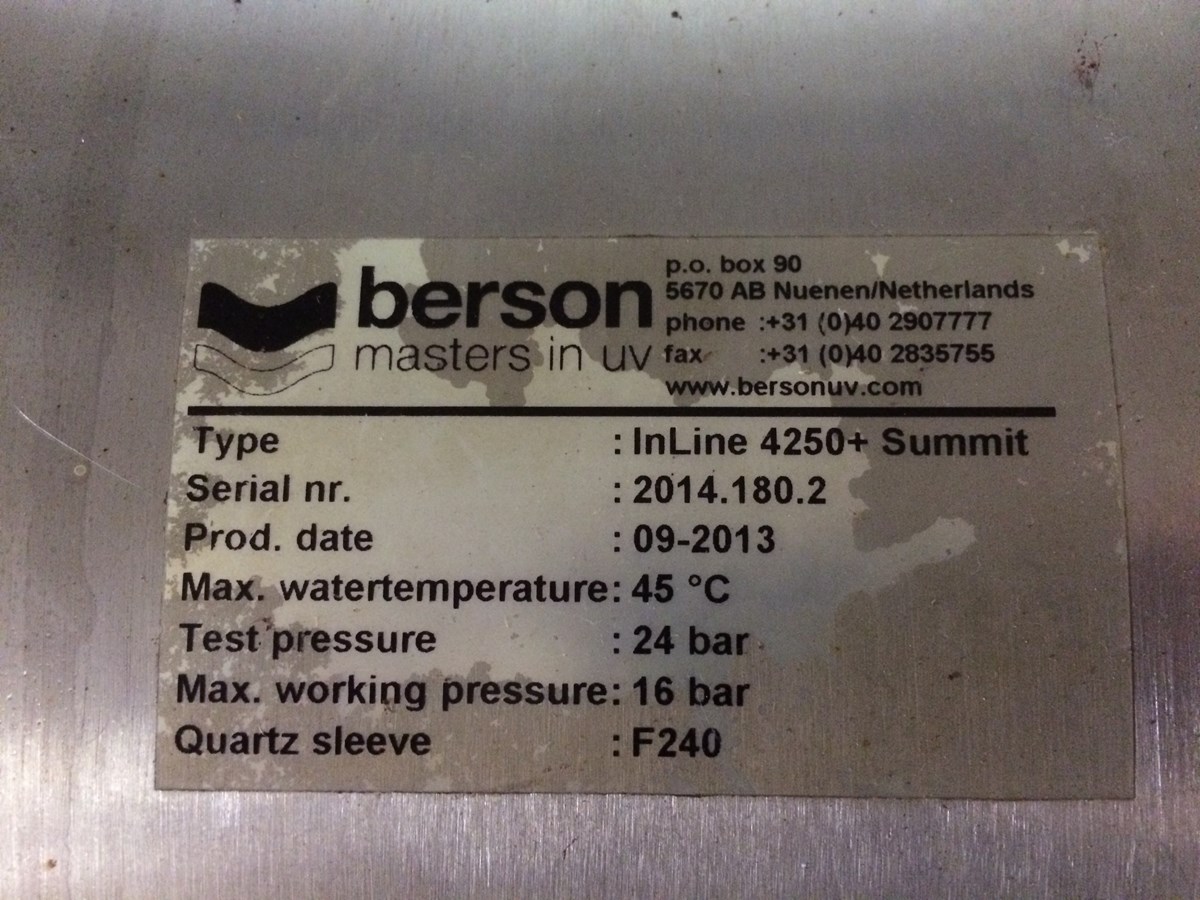 berson
masters in uv
p.o. box 90
5670 AB Nuenen/Netherlands
phone :+31 (0)40 2907777
fax :+31 (0)40 2835755
www.bersonuv.com
Type : InLine 4250+ Summit
Serial nr. : 2014.180.2
Prod. date : 09-2013
Max. watertemperature: 45 °C
Test pressure : 24 bar
Max. working pressure: 16 bar
Quartz sleeve : F240